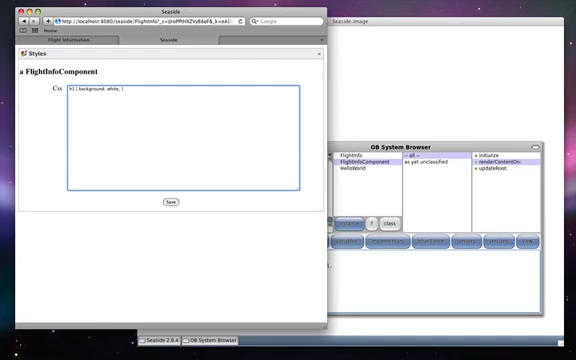 Seaside
http://localhost:8080/seaside/FlightInfo?_s=
Google
Home
Flight Information
Seaside
Styles
a FlightInfoComponent
Css
h1 { background: white; }
Save
Seaside.image
OB System Browser
FlightInfo
-- all --
initialize
FlightInfoComponent
as yet unclassified
renderContentOn:
HelloWorld
updateRoot:
instance
?
class
Seaside 2.8.4
OB System Browser